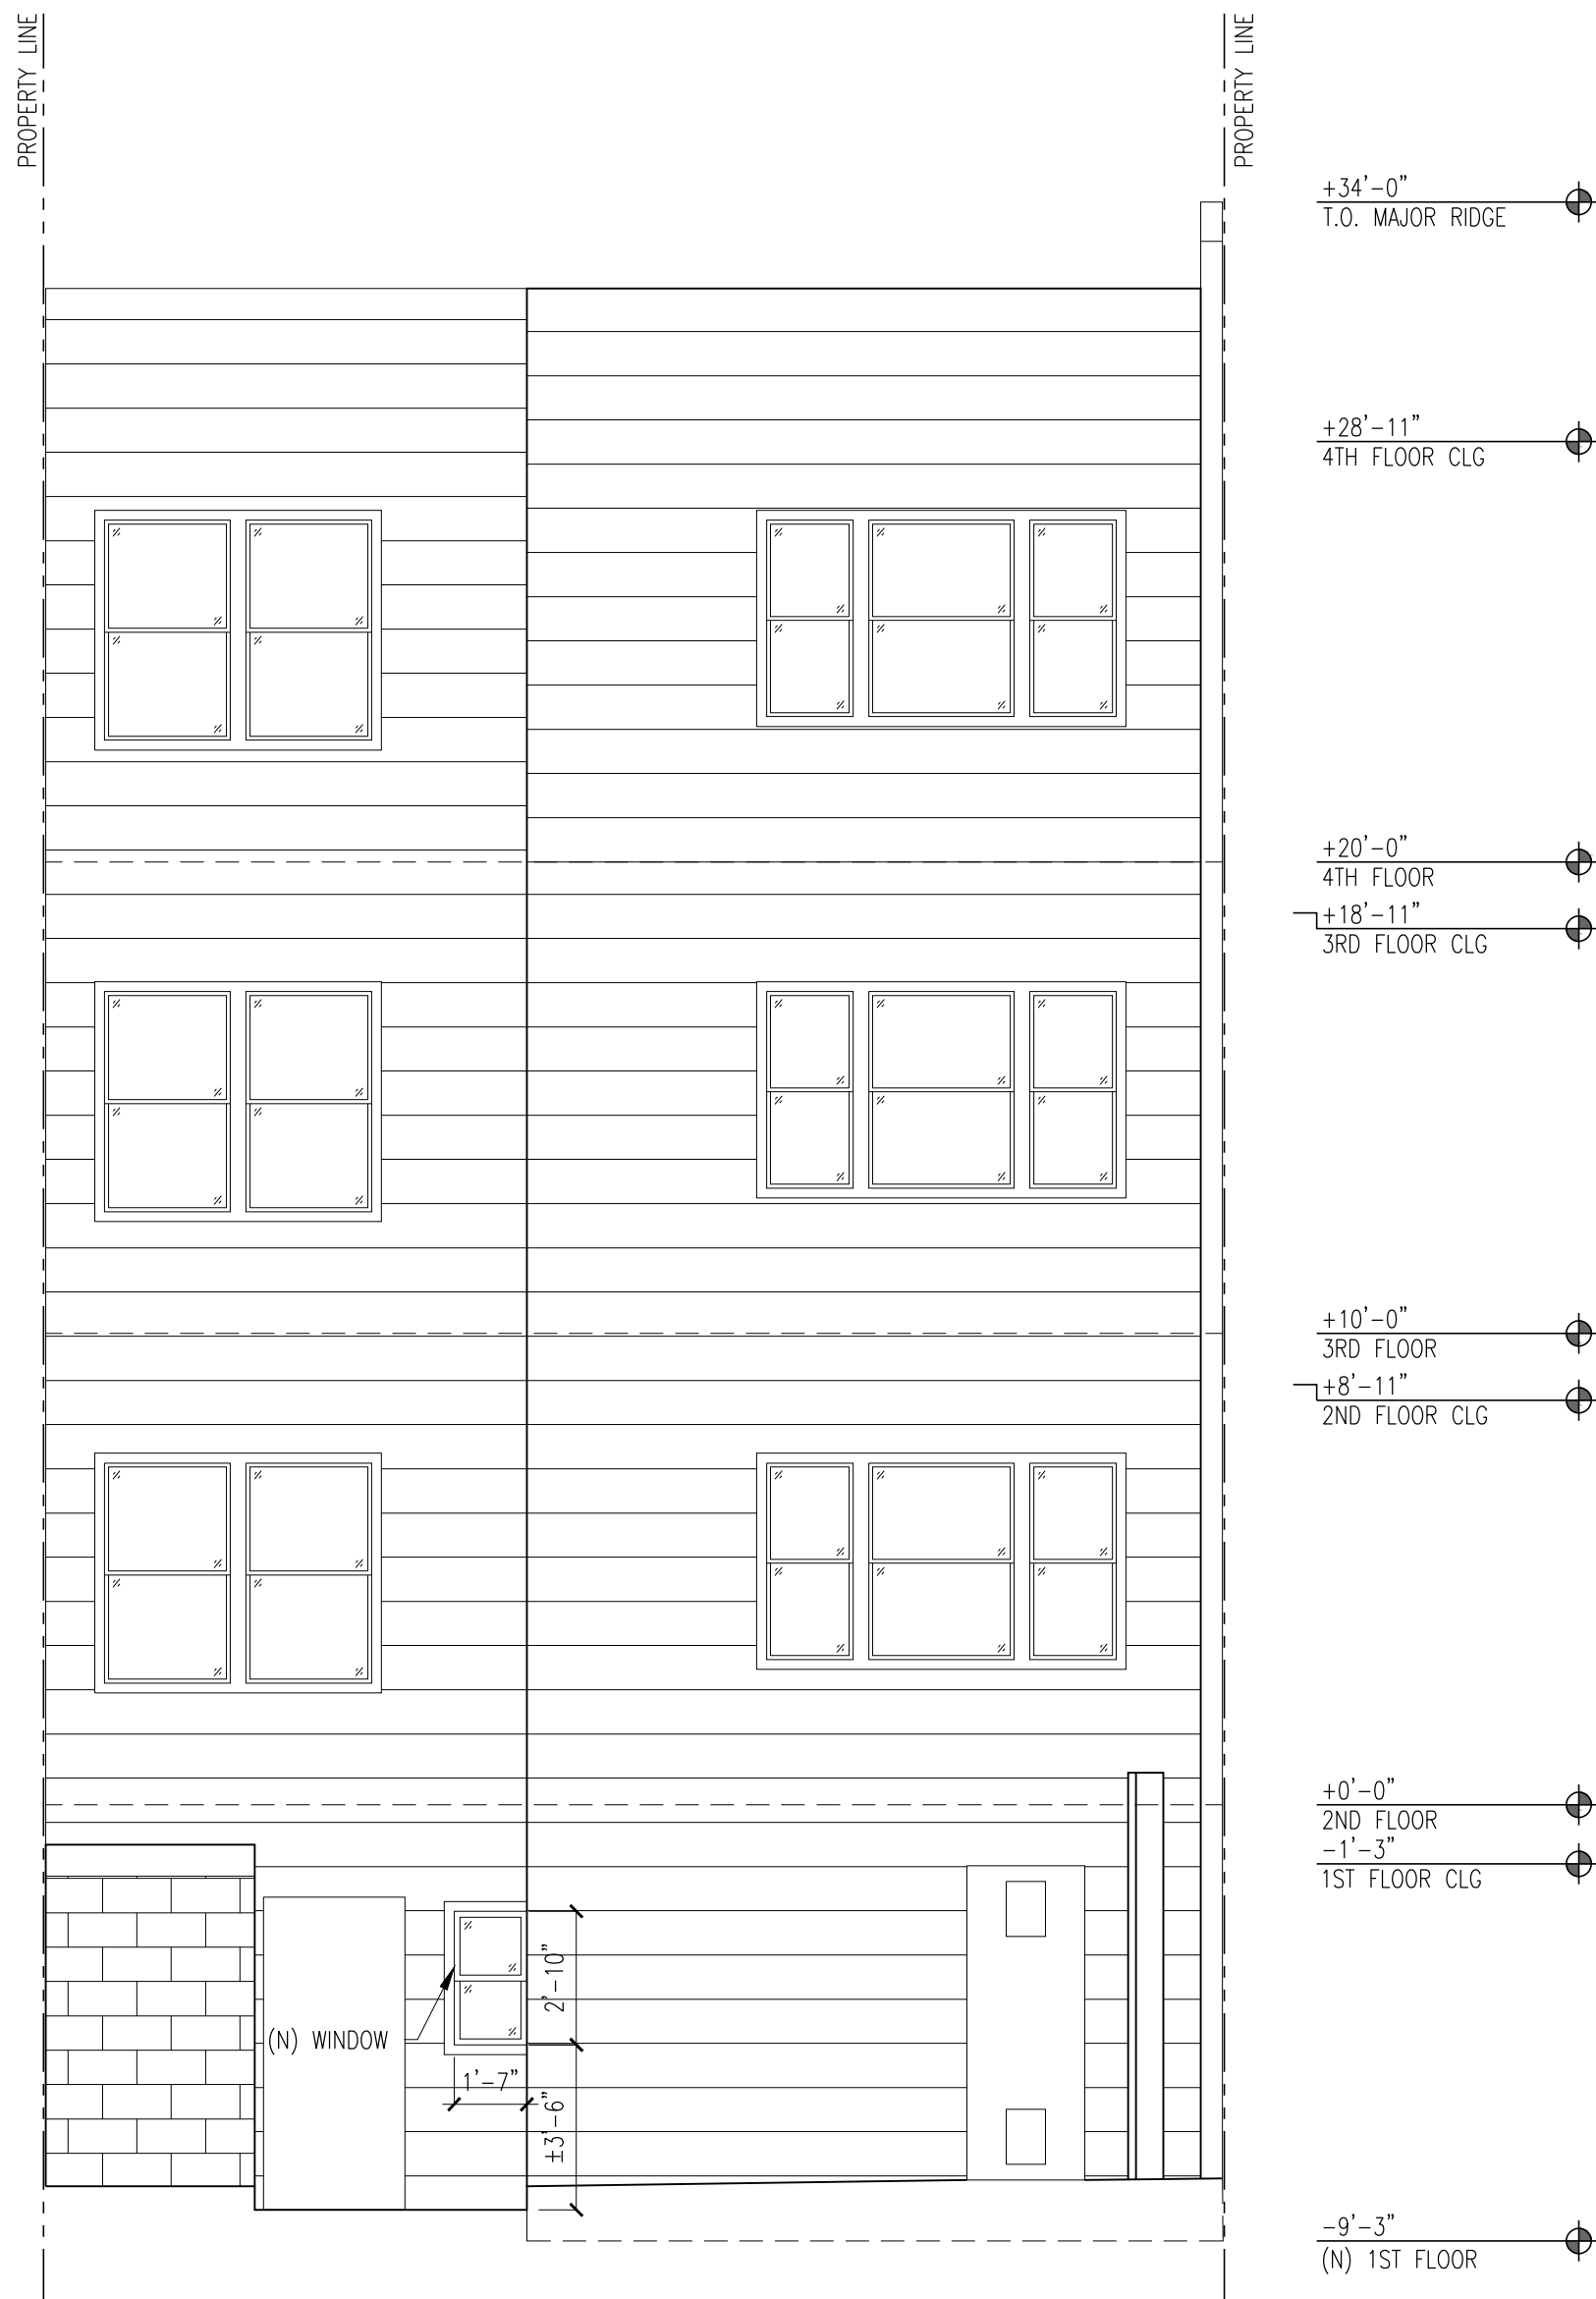 PROPERTY LINE
PROPERTY LINE
+34'-0"
T.O. MAJOR RIDGE
+28'-11"
4TH FLOOR CLG
+20'-0"
4TH FLOOR
+18'-11"
3RD FLOOR CLG
+10'-0"
3RD FLOOR
+8'-11"
2ND FLOOR CLG
+0'-0"
2ND FLOOR
-1'-3"
1ST FLOOR CLG
2'-10"
(N) WINDOW
1'-7"
±3'-6"
-9'-3"
(N) 1ST FLOOR